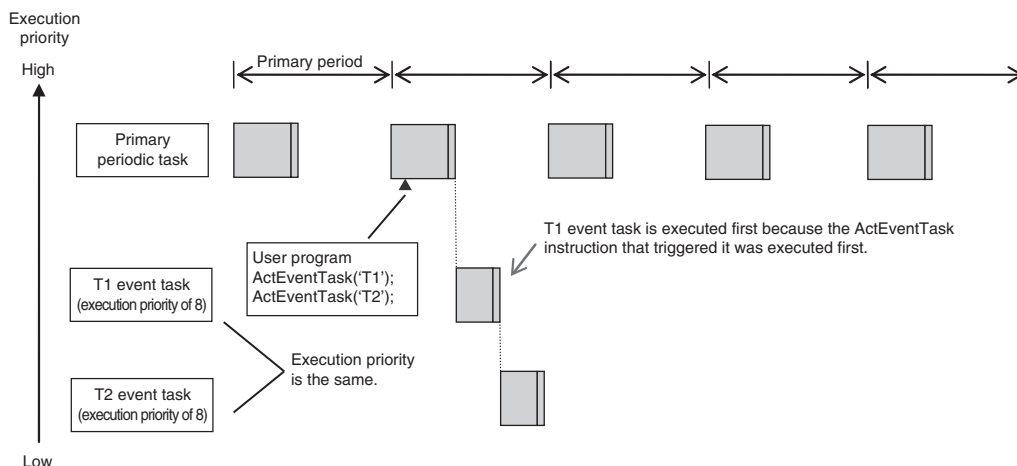 Execution
priority
High
Primary period
Primary
periodic task
User program
ActEventTask(‘T1’);
ActEventTask(‘T2’);
T1 event task is executed first because the ActEventTask
instruction that triggered it was executed first.
T1 event task
(execution priority of 8)
Execution priority
is the same.
T2 event task
(execution priority of 8)
Low